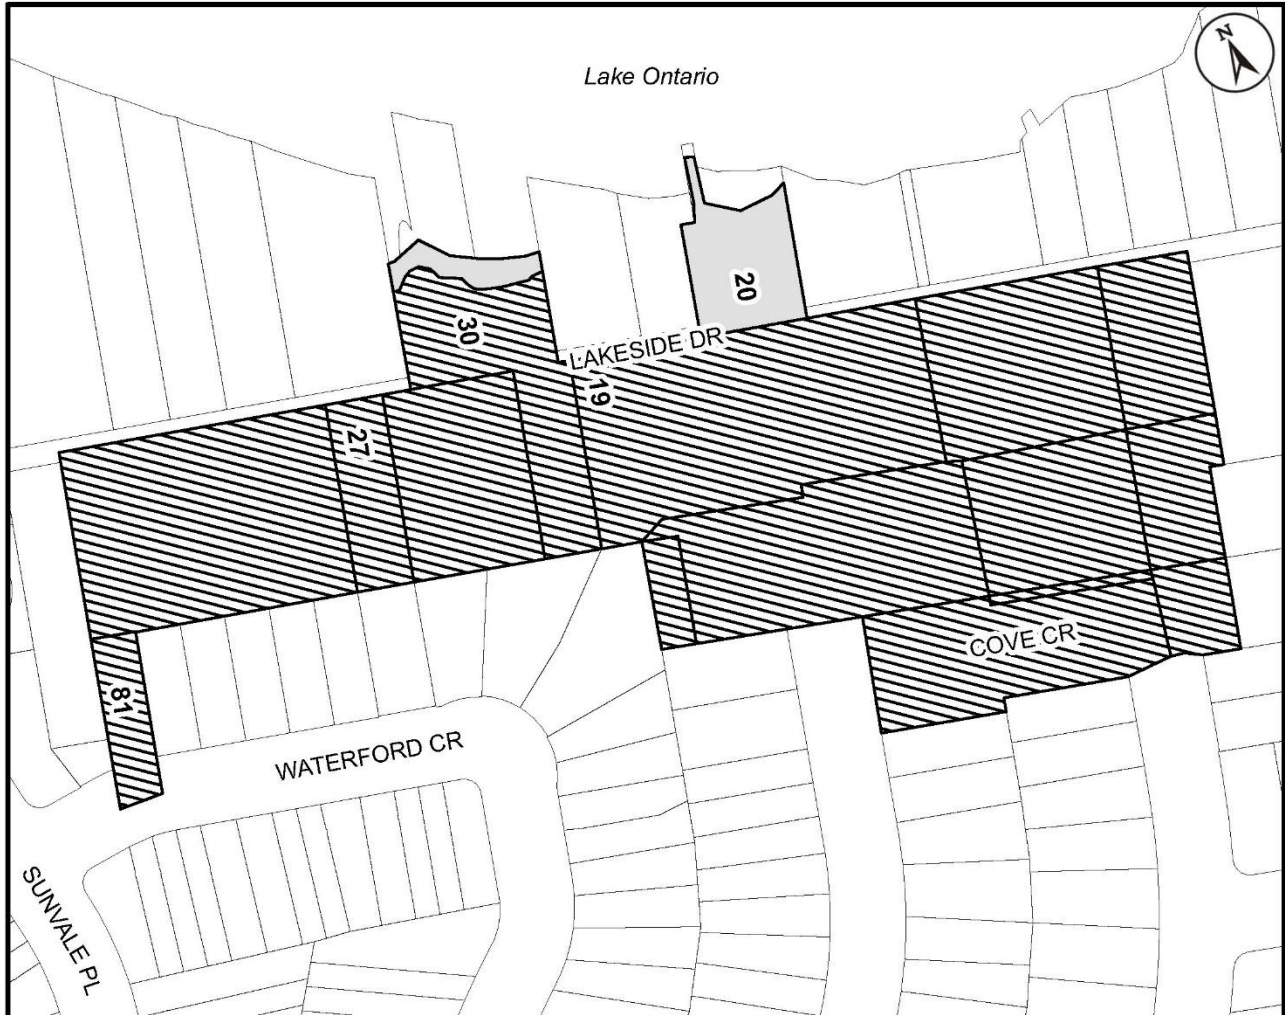 N
Lake Ontario
20
30
LAKESIDE DR
19
27
COVE CR
81
WATERFORD CR
SUNVALE PL